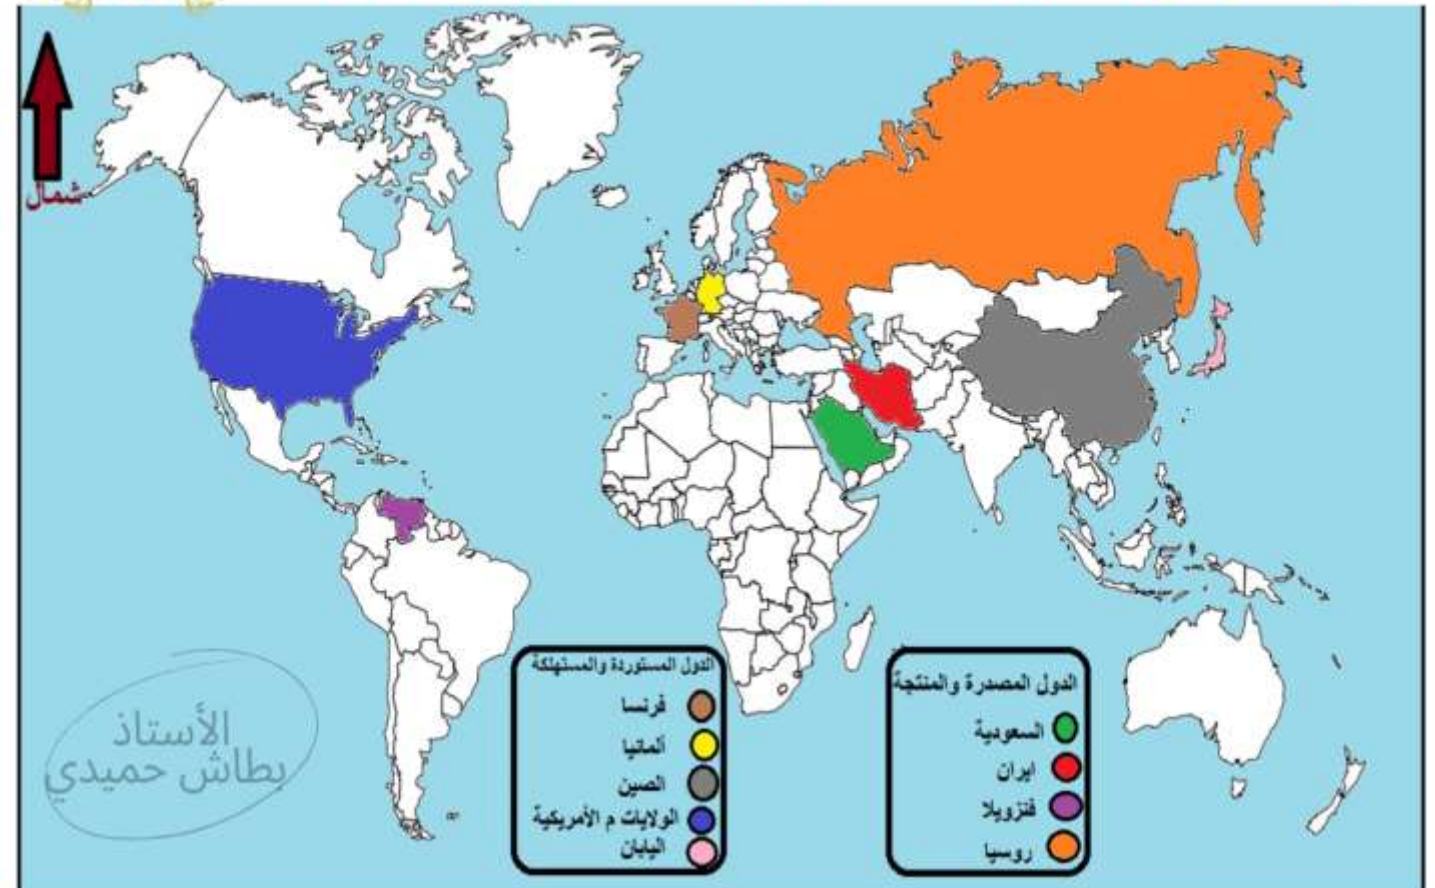 شمال
الدول المصدرة والمنتجة
السعودية
ايران
فنزويلا
روسيا
الدول المستوردة والمستهلكة
فرنسا
ألمانيا
الصين
الولايات م الأمريكية
اليابان
الأستاذ
بطاش حميدي